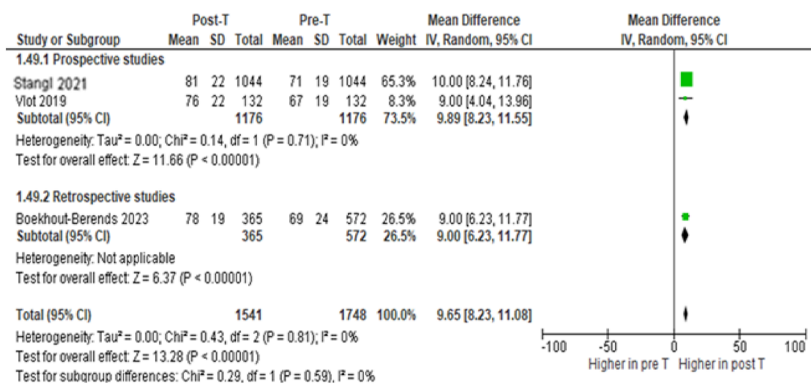 Post-T Pre-T Mean Difference Mean Difference
Study or Subgroup Mean SD Total Mean SD Total Weight IV, Random, 95% CI IV, Random, 95% CI
1.49.1 Prospective studies
Stangl 2021 81 22 1044 71 19 1044 65.3% 10.00 [8.24, 11.76]
Vlot 2019 76 22 132 67 19 132 8.3% 9.00 [4.04, 13.96]
Subtotal (95% CI) 1176 1176 73.5% 9.89 [8.23, 11.55]
Heterogeneity: Tau² = 0.00; Chi² = 0.14, df = 1 (P = 0.71); I² = 0%
Test for overall effect: Z = 11.66 (P < 0.00001)
1.49.2 Retrospective studies
Boekhout-Berends 2023 78 19 365 69 24 572 26.5% 9.00 [6.23, 11.77]
Subtotal (95% CI) 365 572 26.5% 9.00 [6.23, 11.77]
Heterogeneity: Not applicable
Test for overall effect: Z = 6.37 (P < 0.00001)
Total (95% CI) 1541 1748 100.0% 9.65 [8.23, 11.08]
Heterogeneity: Tau² = 0.00; Chi² = 0.43, df = 2 (P = 0.81); I² = 0%
Test for overall effect: Z = 13.28 (P < 0.00001)
Test for subgroup differences: Chi² = 0.29, df = 1 (P = 0.59), I² = 0%
-100 -50 0 50 100
Higher in pre T Higher in post T